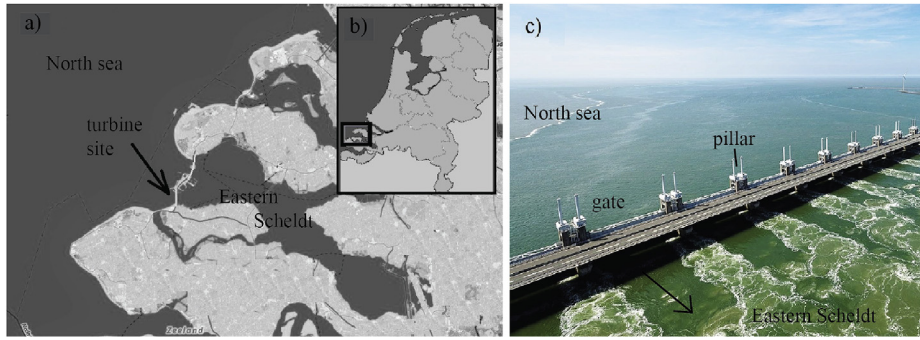 a)
North sea
turbine
site
Eastern
Scheldt
Zeeland
b)
c)
North sea
pillar
gate
Eastern Scheldt